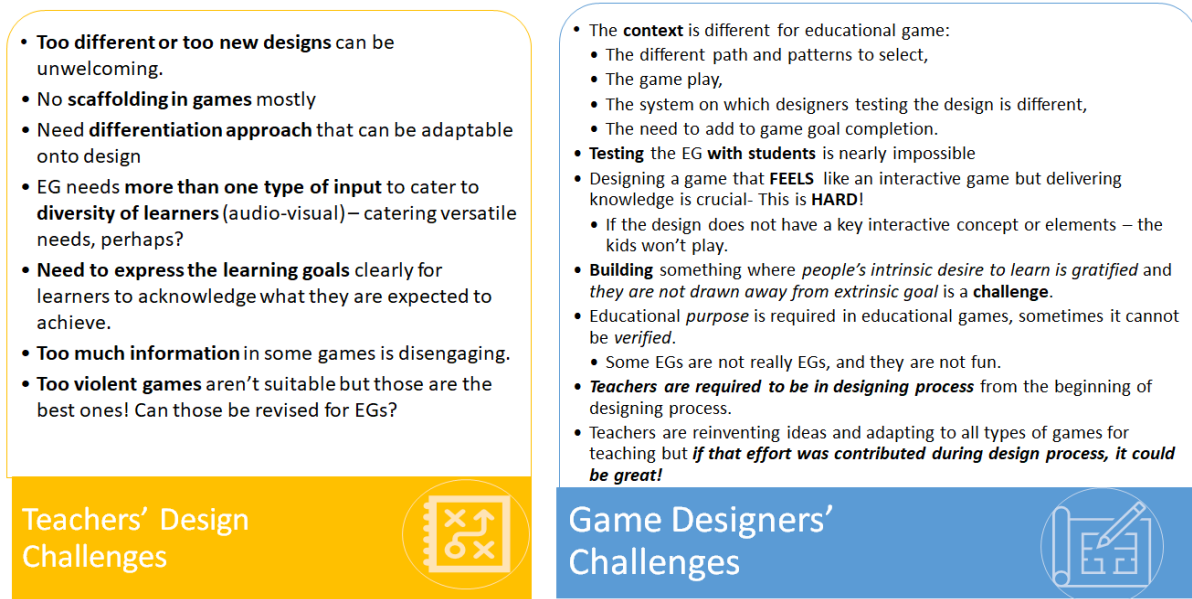 • Too different or too new designs can be
unwelcoming.
• No scaffolding in games mostly
• Need differentiation approach that can be adaptable
onto design
• EG needs more than one type of input to cater to
diversity of learners (audio-visual) – catering versatile
needs, perhaps?
• Need to express the learning goals clearly for
learners to acknowledge what they are expected to
achieve.
• Too much information in some games is disengaging.
• Too violent games aren't suitable but those are the
best ones! Can those be revised for EGs?
Teachers' Design
Challenges
• The context is different for educational game:
• The different path and patterns to select,
• The game play,
• The system on which designers testing the design is different,
• The need to add to game goal completion.
• Testing the EG with students is nearly impossible
• Designing a game that FEELS like an interactive game but delivering
knowledge is crucial- This is HARD!
• If the design does not have a key interactive concept or elements – the
kids won't play.
• Building something where people's intrinsic desire to learn is gratified and
they are not drawn away from extrinsic goal is a challenge.
• Educational purpose is required in educational games, sometimes it cannot
be verified.
• Some EGs are not really EGs, and they are not fun.
• Teachers are required to be in designing process from the beginning of
designing process.
• Teachers are reinventing ideas and adapting to all types of games for
teaching but if that effort was contributed during design process, it could
be great!
Game Designers'
Challenges